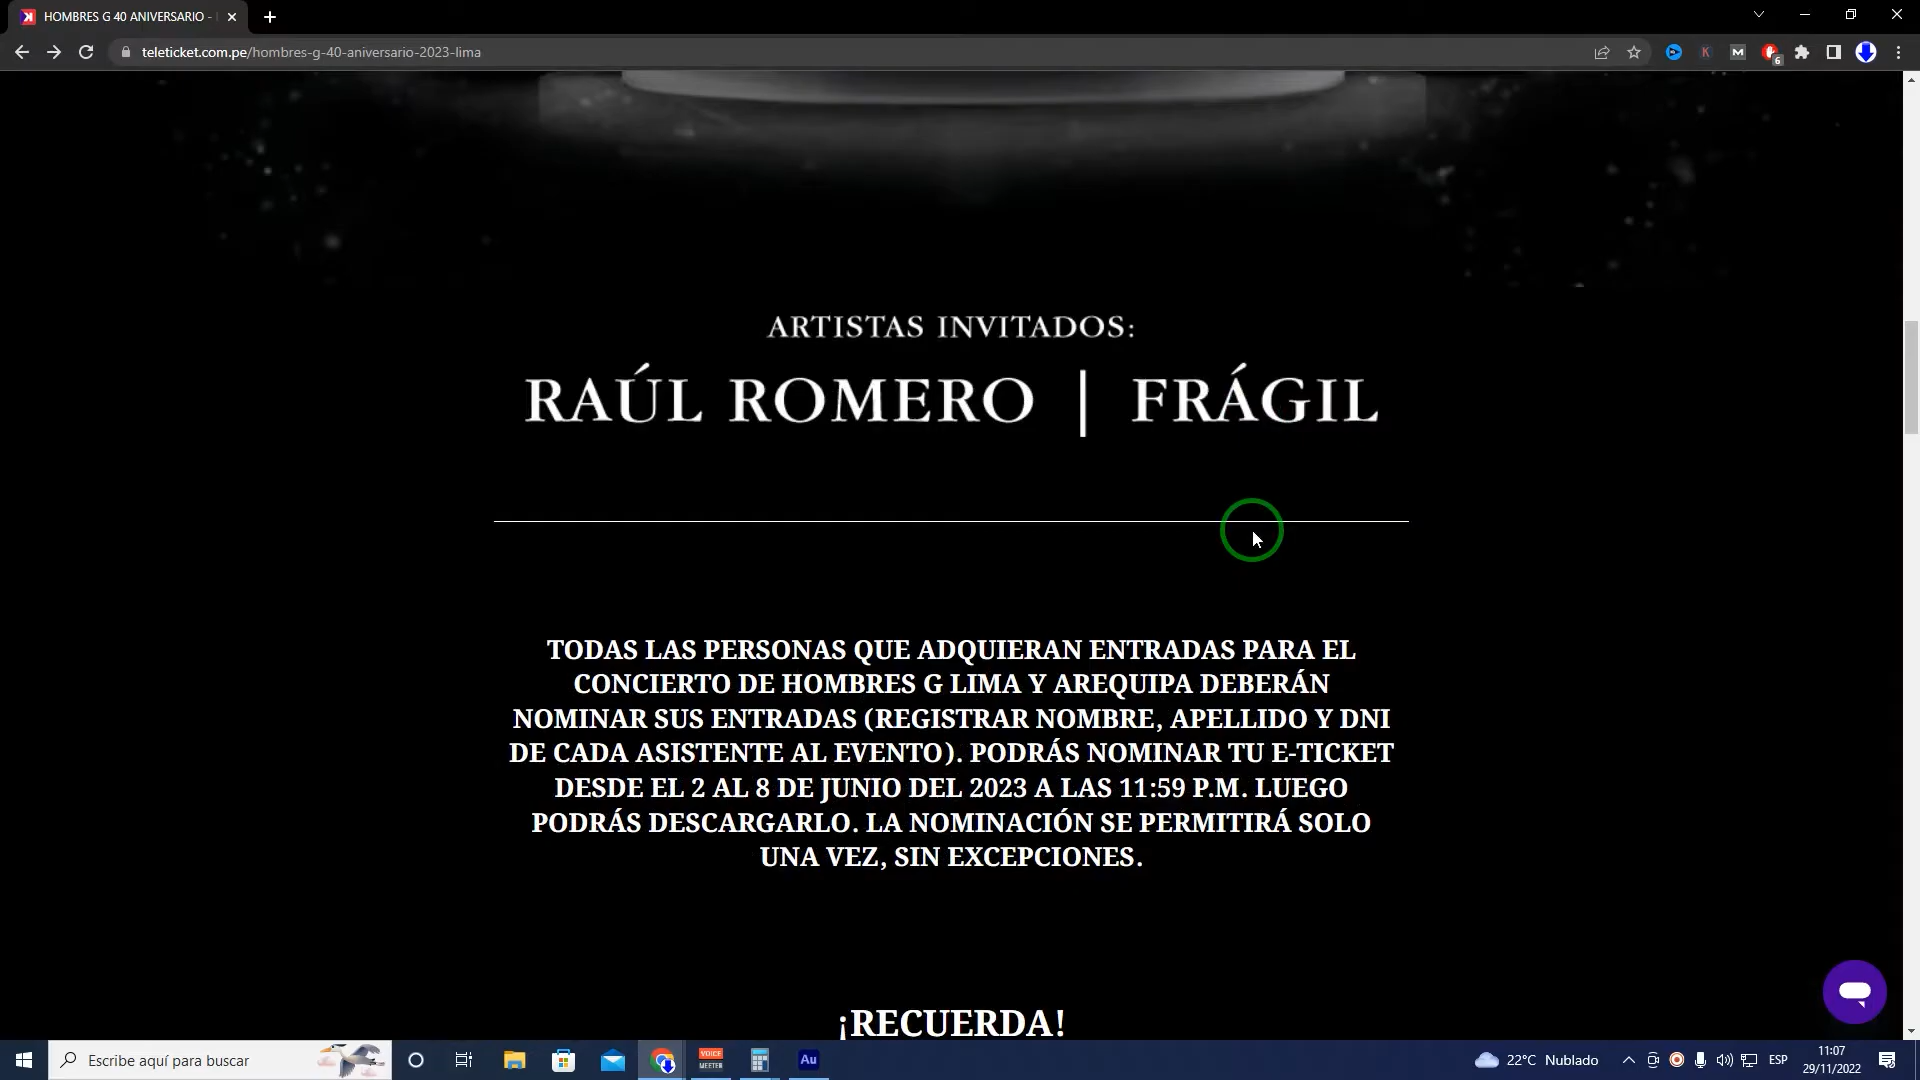 HOMBRES G 40 ANIVERSARIO -
teleticket.com.pe/hombres-g-40-aniversario-2023-lima
K
M
6
ARTISTAS INVITADOS:
RAÚL ROMERO | FRÁGIL
TODAS LAS PERSONAS QUE ADQUIERAN ENTRADAS PARA EL
CONCIERTO DE HOMBRES G LIMA Y AREQUIPA DEBERÁN
NOMINAR SUS ENTRADAS (REGISTRAR NOMBRE, APELLIDO Y DNI
DE CADA ASISTENTE AL EVENTO). PODRÁS NOMINAR TU E-TICKET
DESDE EL 2 AL 8 DE JUNIO DEL 2023 A LAS 11:59 P.M. LUEGO
PODRÁS DESCARGARLO. LA NOMINACIÓN SE PERMITIRÁ SOLO
UNA VEZ, SIN EXCEPCIONES.
¡RECUERDA!
Escribe aquí para buscar
VOICE
MEETER
Au
22°C Nublado
ESP
11:07
29/11/2022